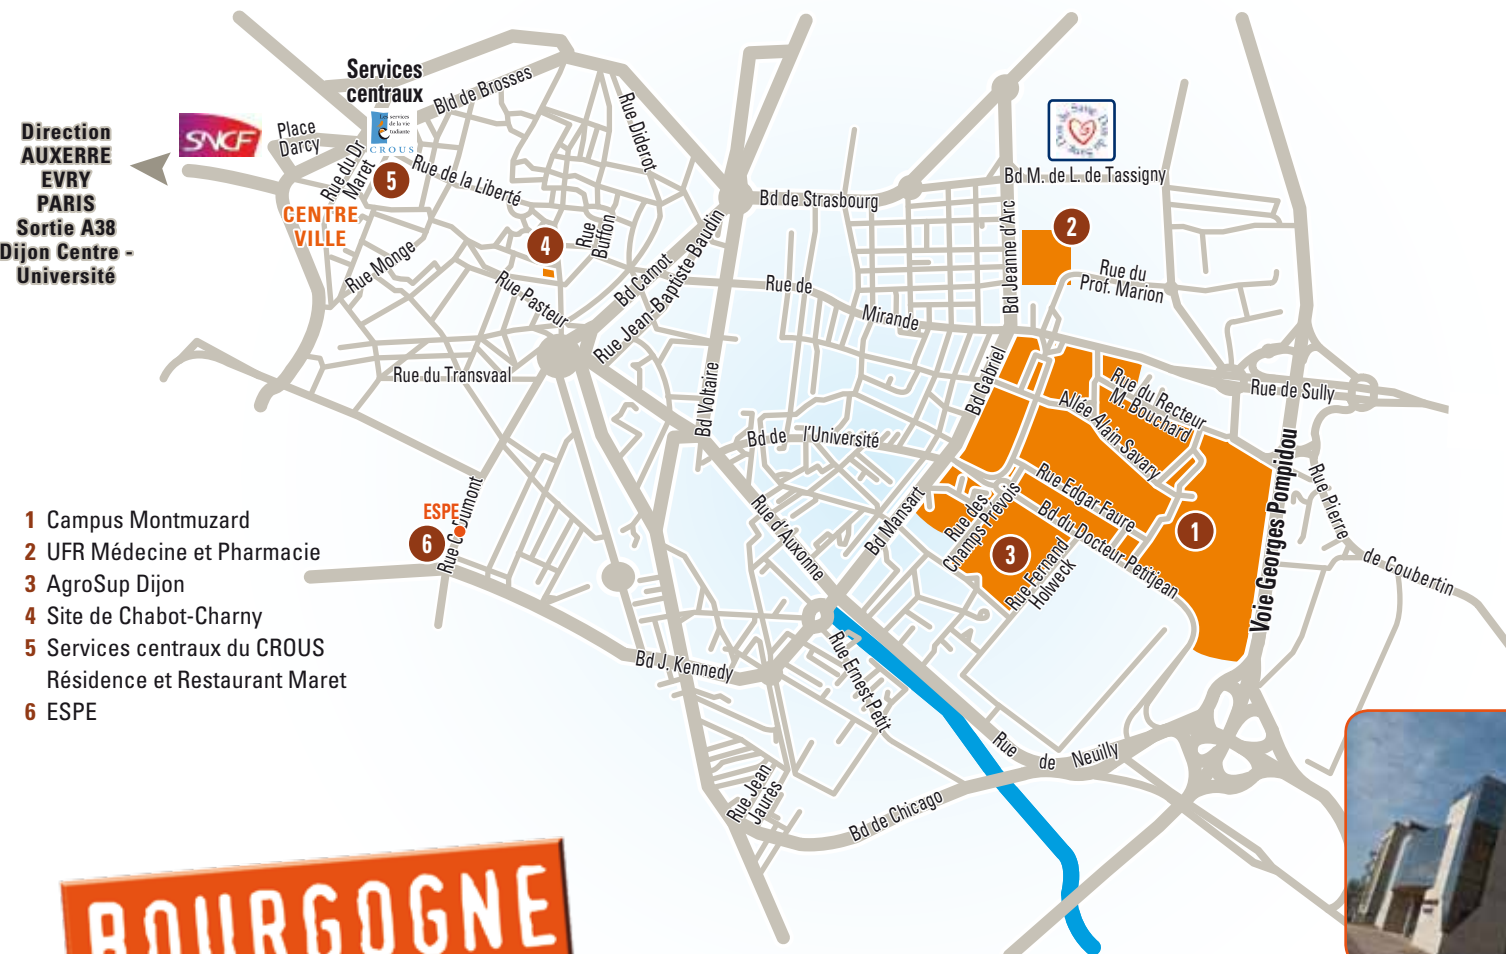 Services
centraux
Bld de Brosses
Rue Diderot
Direction
AUXERRE
EVRY
PARIS
Sortie A38
Dijon Centre -
Université
SNCF
Place
Darcy
Les services
de la vie
étudiante
CROUS
Rue du Dr
Maret
5
Rue de la Liberté
CENTRE
VILLE
Rue Monge
4
Rue
Buffon
Rue Pasteur
Bd Carnot
Rue Jean-Baptiste Baudin
Bd de Strasbourg
Bd M. de L. de Tassigny
Bd Jeanne d'Arc
2
Rue du
Prof. Marion
Rue de
Mirande
Rue du Transvaal
Bd Voltaire
Bd Gabriel
Rue du Recteur
M. Bouchard
Allée Alain Savary
Rue de Sully
Bd de l'Université
Rue Edgar Faure
Bd du Docteur Petitjean
Rue des
Champs Prévois
Bd Mansart
Rue d'Auxonne
3
Rue Fernand
Holweck
1
Voie Georges Pompidou
Rue Pierre
de Coubertin
ESPE
6
Rue C. Dumont
1 Campus Montmuzard
2 UFR Médecine et Pharmacie
3 AgroSup Dijon
4 Site de Chabot-Charny
5 Services centraux du CROUS
Résidence et Restaurant Maret
6 ESPE
Bd J. Kennedy
Rue Ernest Petit
Rue de Neuilly
Rue Jean
Jaurès
Bd de Chicago
BOURGOGNE